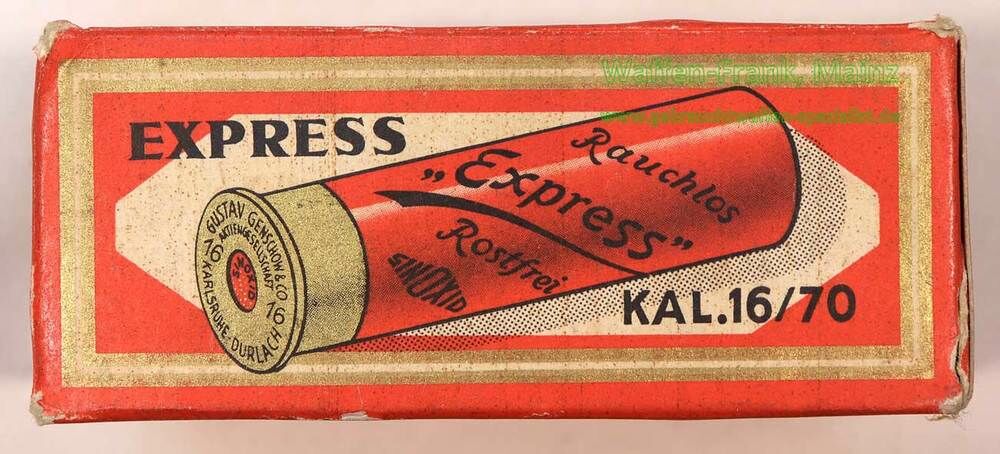 Waffen-Frank, Mainz
EXPRESS
„Express”
Rauchlos
Rostfrei
SINOXID
GUSTAV GENSCHOW & CO
AKTIENGESELLSCHAFT
16
16
KARLSRUHE-DURLACH
KAL.16/70